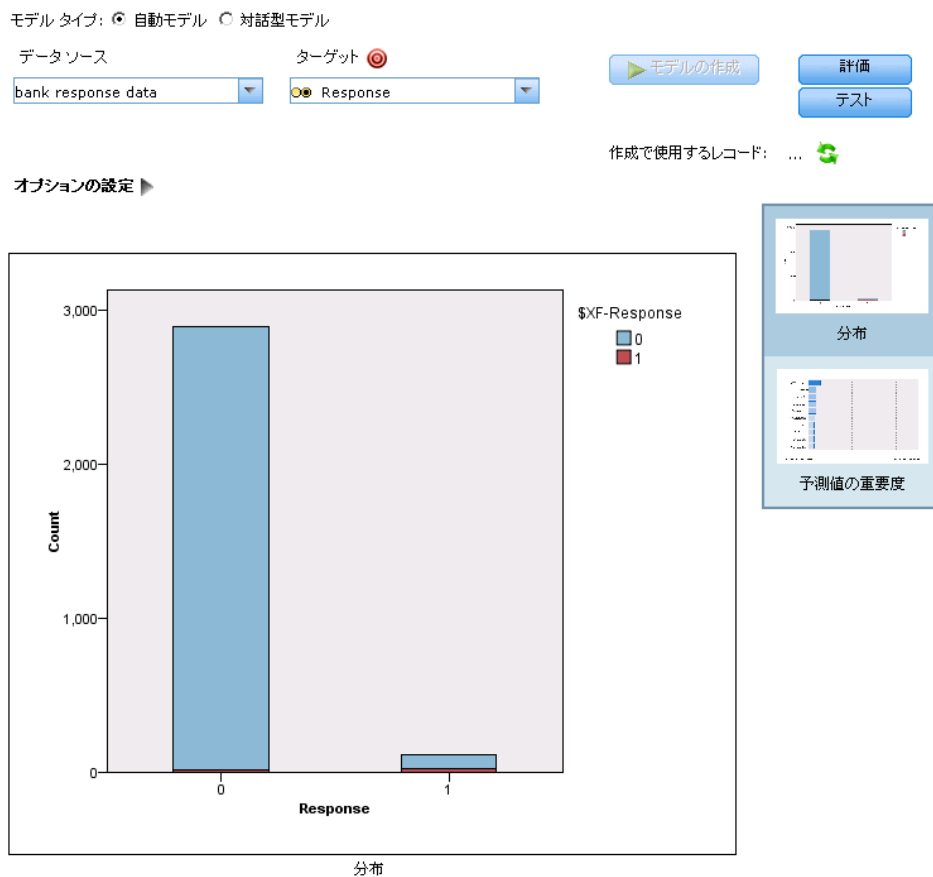 モデル タイプ: 自動モデル 対話型モデル
データソース
ターゲット
bank response data
Response
モデルの作成
評価
テスト
作成で使用するレコード: ...
オプションの設定
3,000
2,000
1,000
0
Count
0
1
Response
$XF-Response
0
1
分布
分布
予測値の重要度